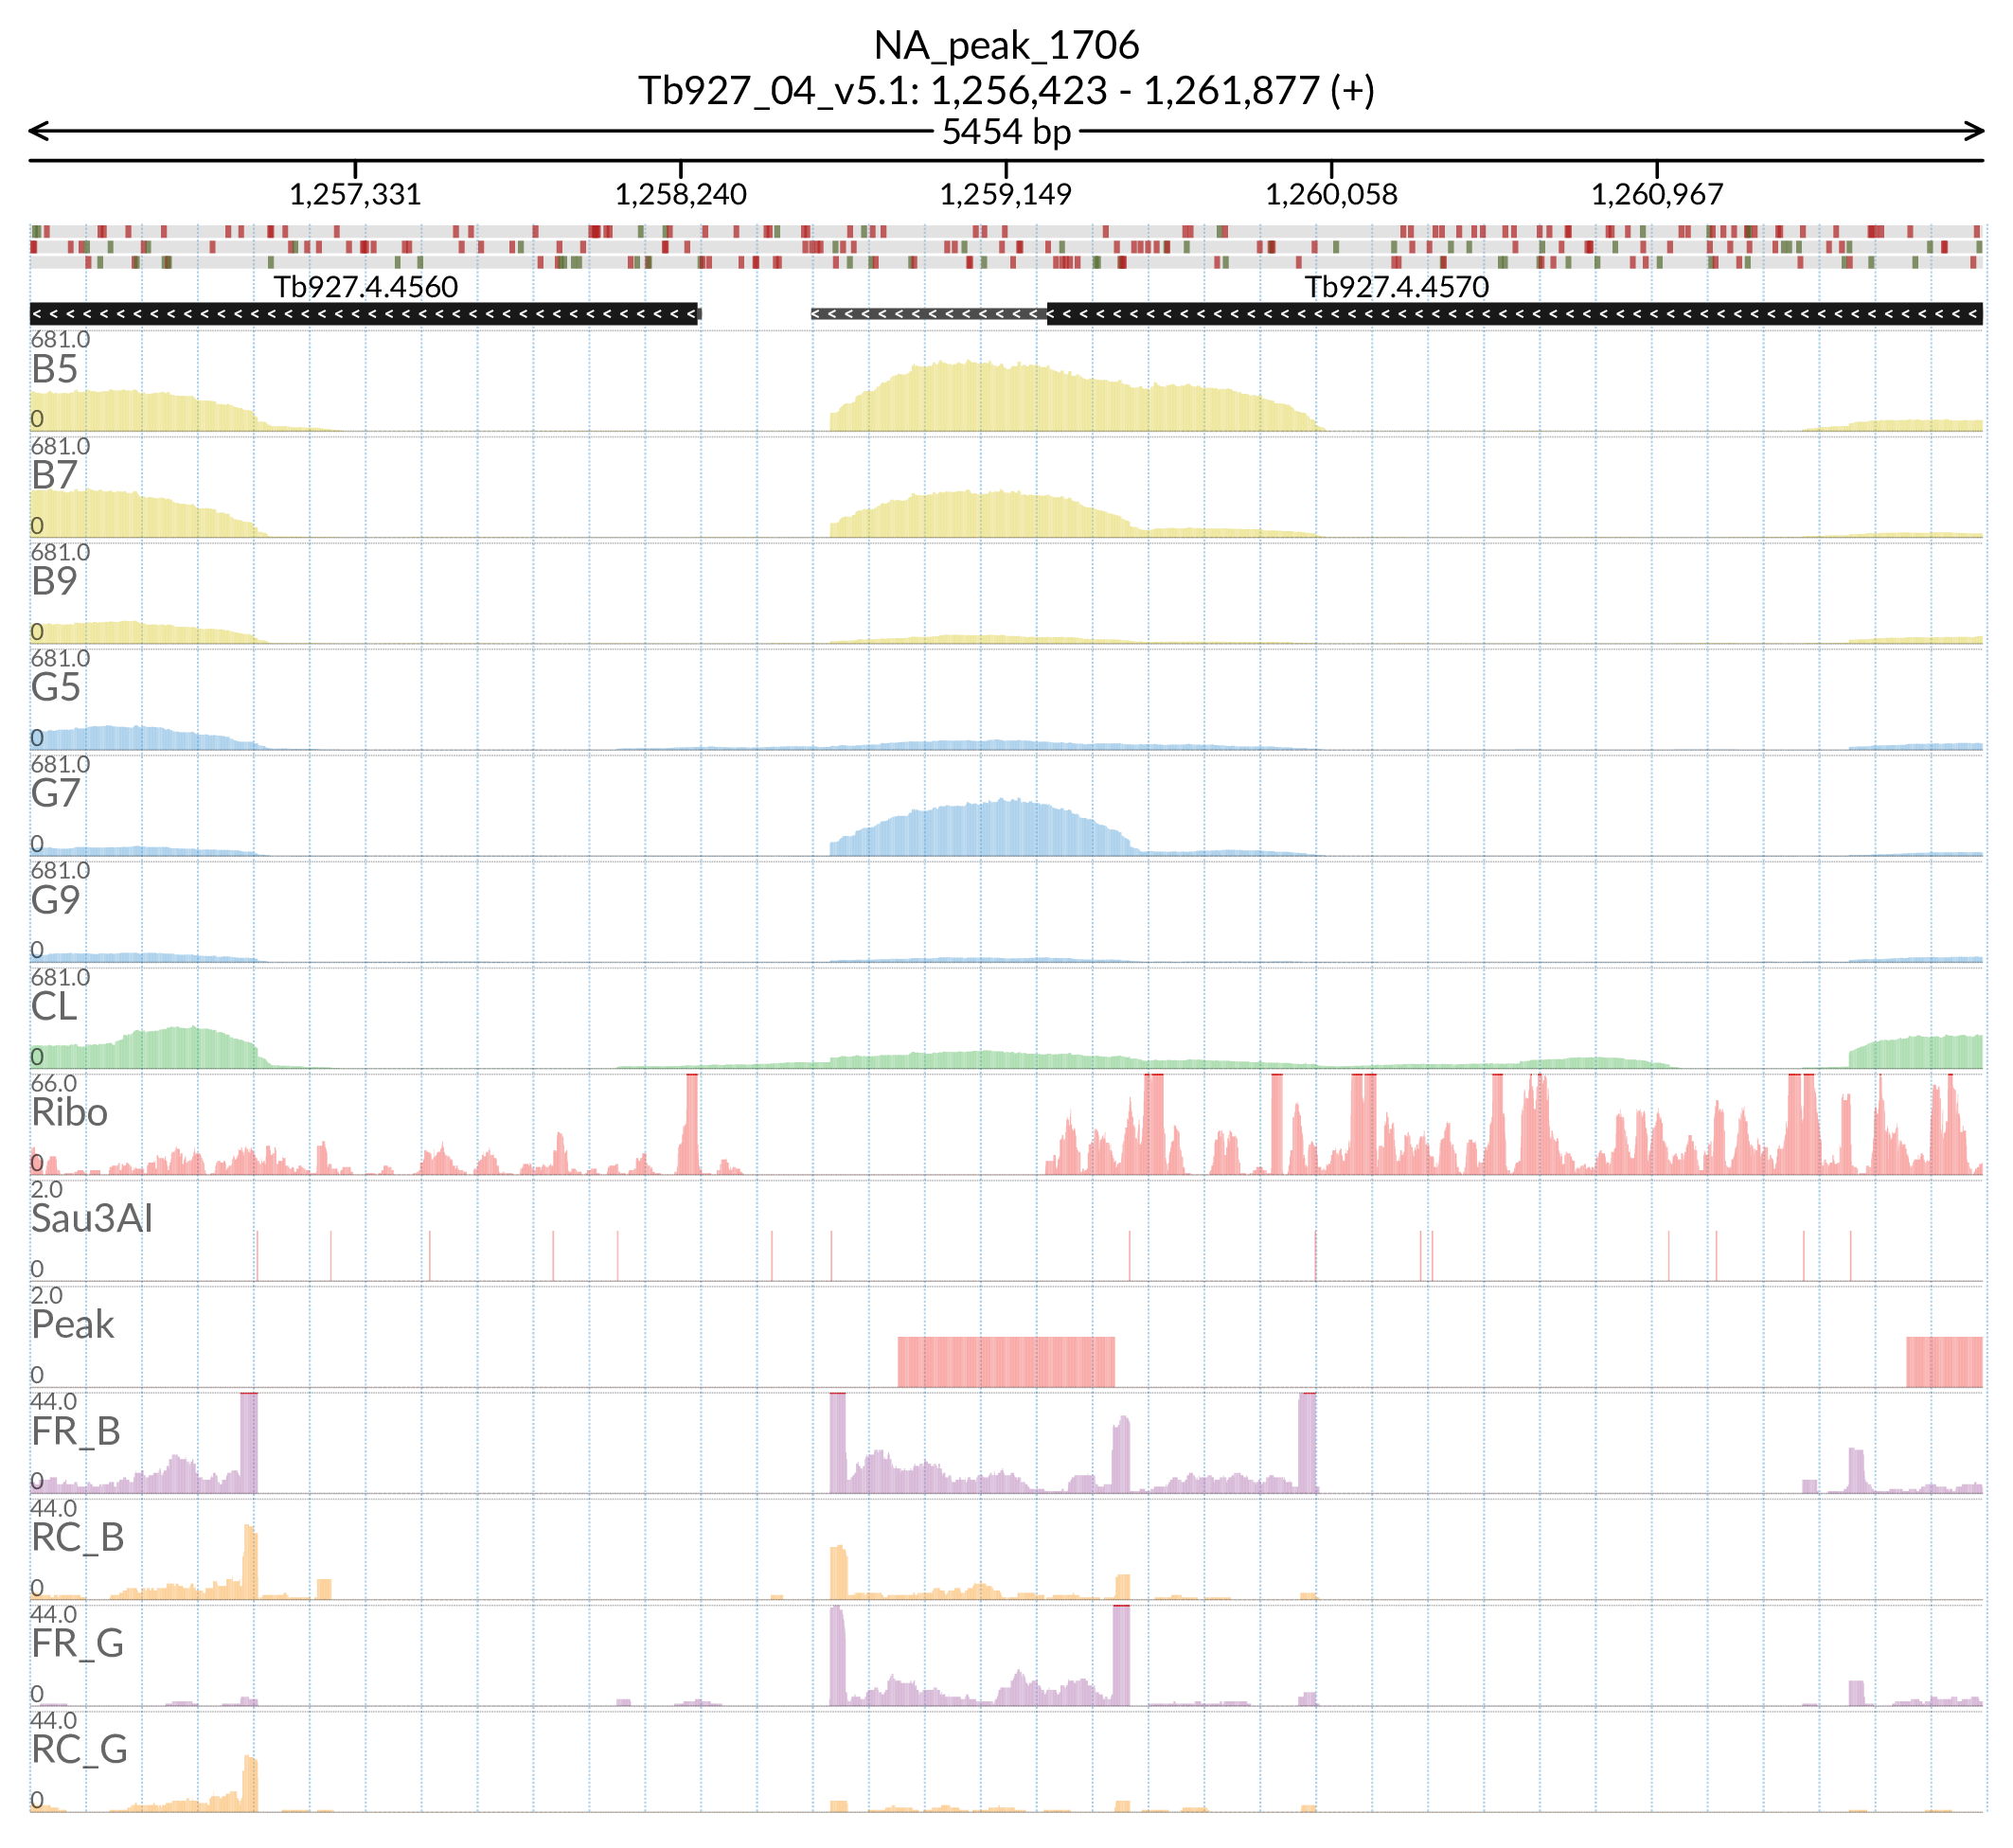 NA_peak_1706
Tb927_04_v5.1: 1,256,423 - 1,261,877 (+)
5454 bp
1,257,331 1,258,240 1,259,149 1,260,058 1,260,967
Tb927.4.4560 Tb927.4.4570
681.0
B5
0
681.0
B7
0
681.0
B9
0
681.0
G5
0
681.0
G7
0
681.0
G9
0
681.0
CL
0
66.0
Ribo
0
2.0
Sau3AI
0
2.0
Peak
0
44.0
FR_B
0
44.0
RC_B
0
44.0
FR_G
0
44.0
RC_G
0